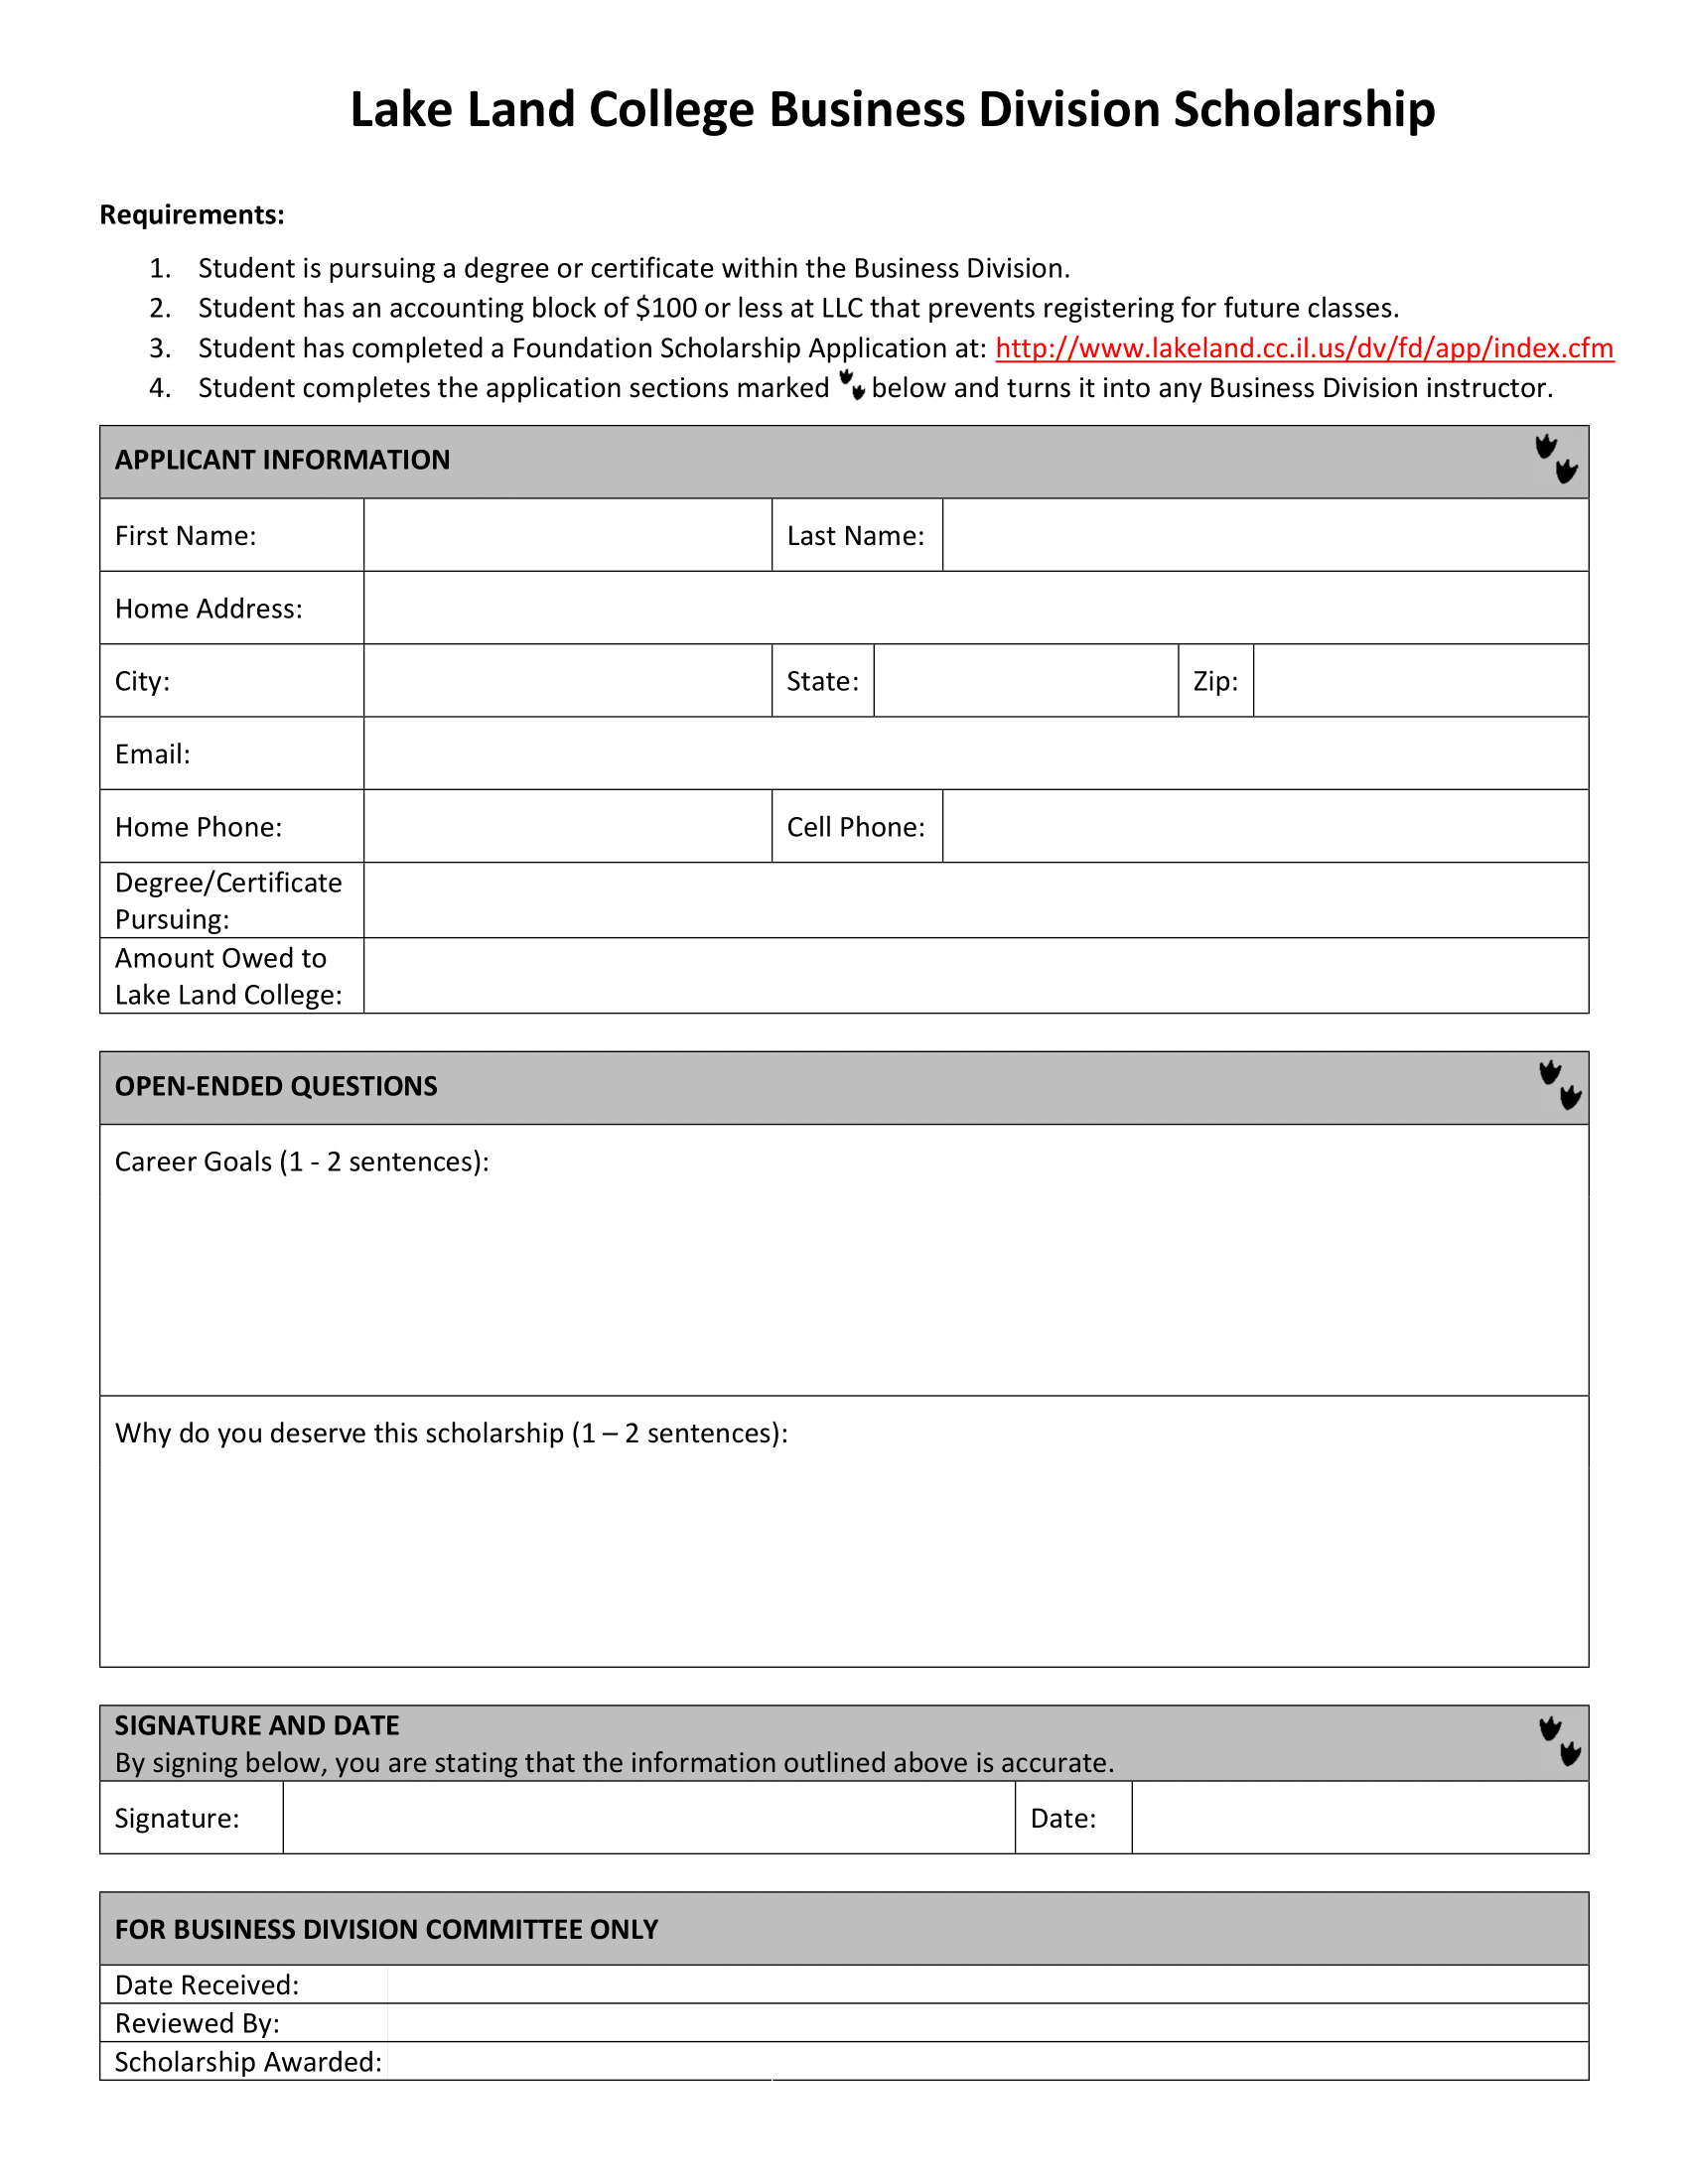 Lake Land College Business Division Scholarship
Requirements:
1. Student is pursuing a degree or certificate within the Business Division.
2. Student has an accounting block of $100 or less at LLC that prevents registering for future classes.
3. Student has completed a Foundation Scholarship Application at: http://www.lakeland.cc.il.us/dv/fd/app/index.cfm
4. Student completes the application sections marked below and turns it into any Business Division instructor.
APPLICANT INFORMATION
First Name: Last Name:
Home Address:
City: State: Zip:
Email:
Home Phone: Cell Phone:
Degree/Certificate
Pursuing:
Amount Owed to
Lake Land College:
OPEN-ENDED QUESTIONS
Career Goals (1 - 2 sentences):
Why do you deserve this scholarship (1 – 2 sentences):
SIGNATURE AND DATE
By signing below, you are stating that the information outlined above is accurate.
Signature: Date:
FOR BUSINESS DIVISION COMMITTEE ONLY
Date Received:
Reviewed By:
Scholarship Awarded: